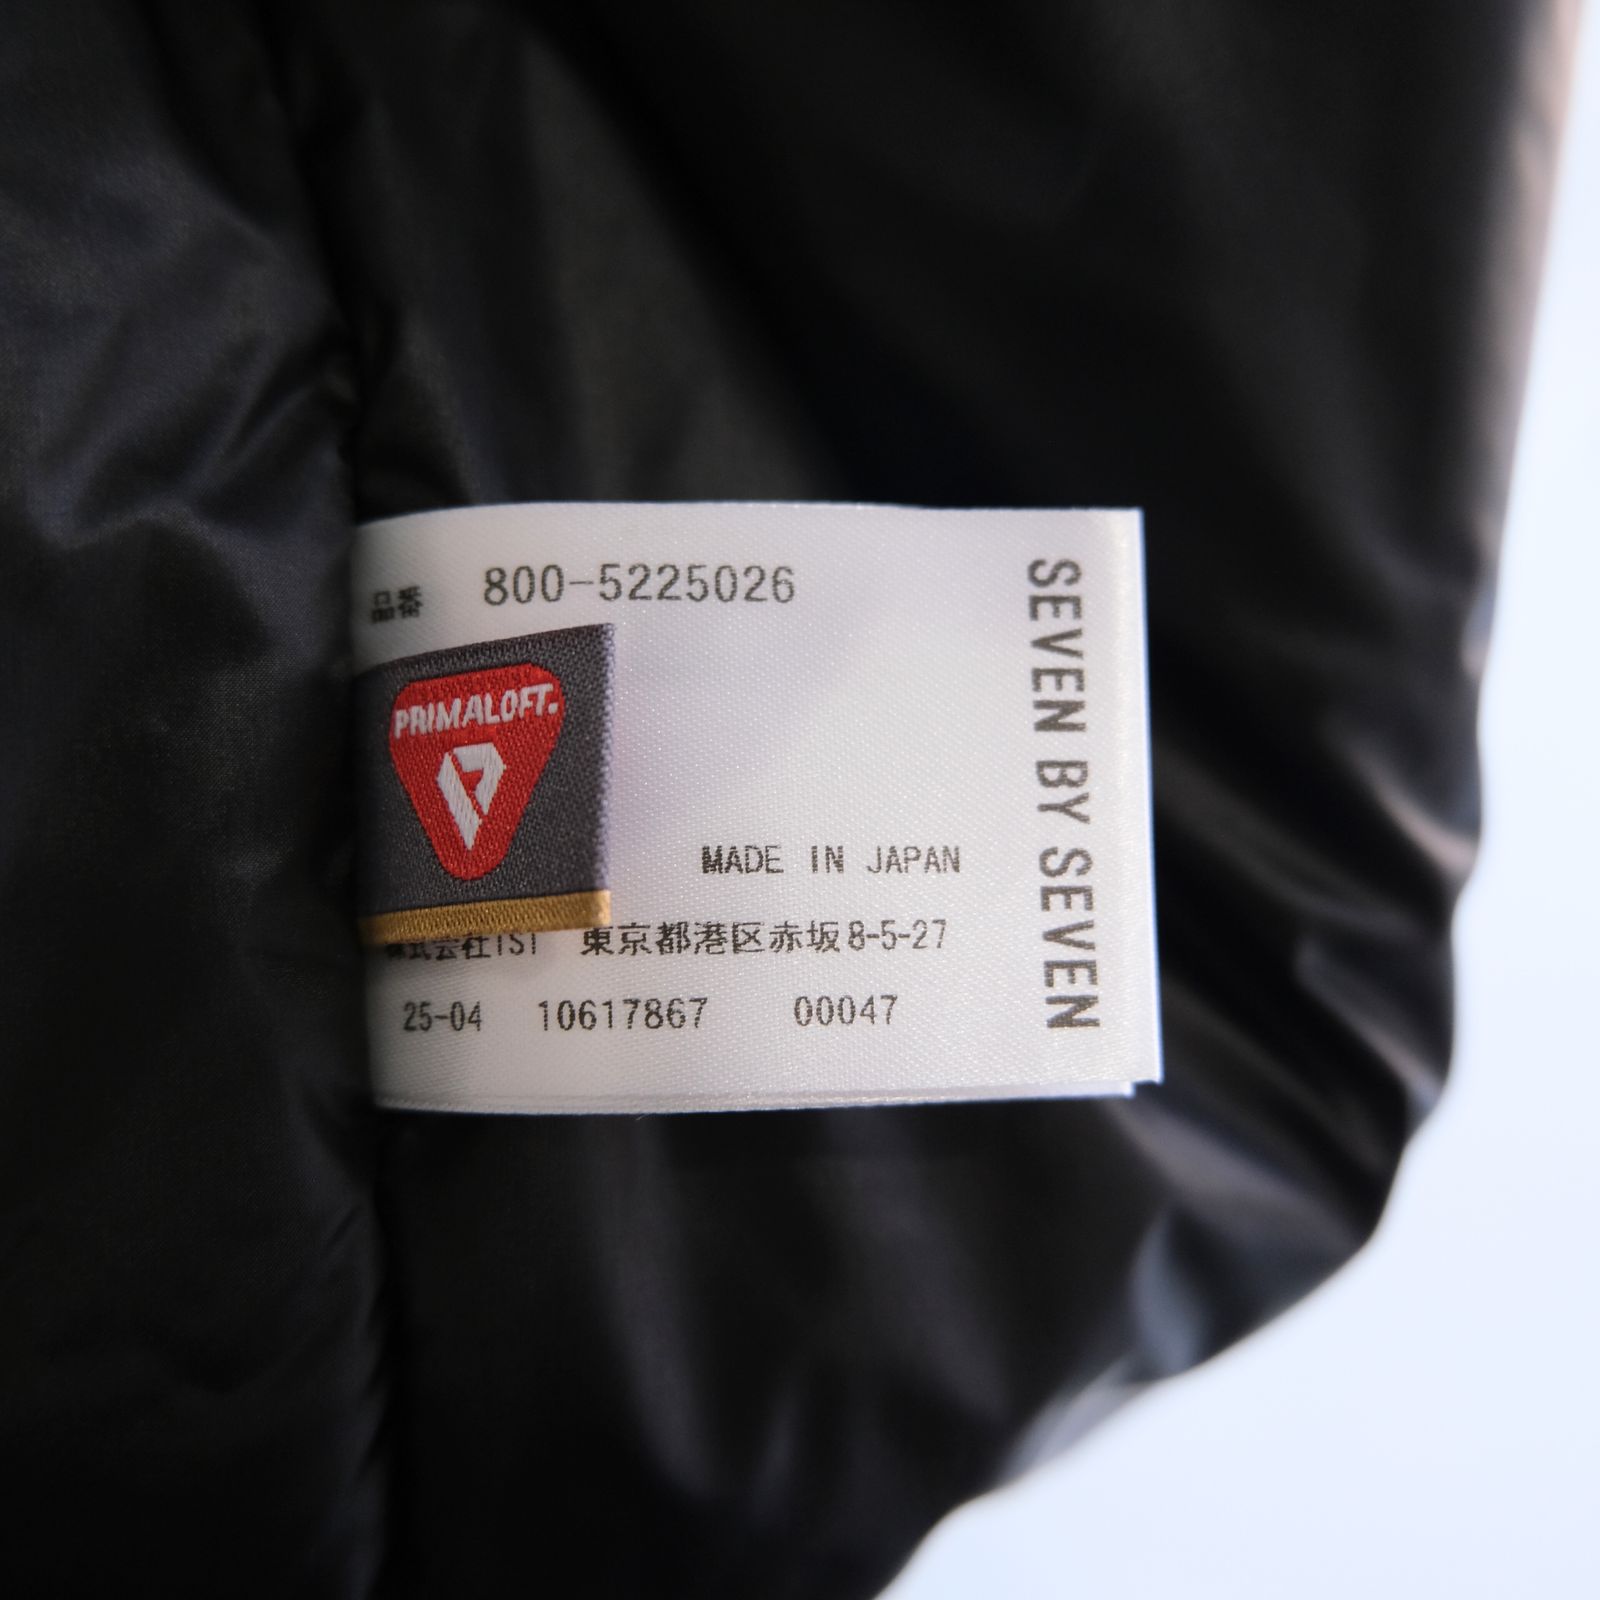 品番 800-5225026
PRIMALOFT.
MADE IN JAPAN
株式会社TSI 東京都港区赤坂8-5-27
25-04 10617867 00047
SEVEN BY SEVEN